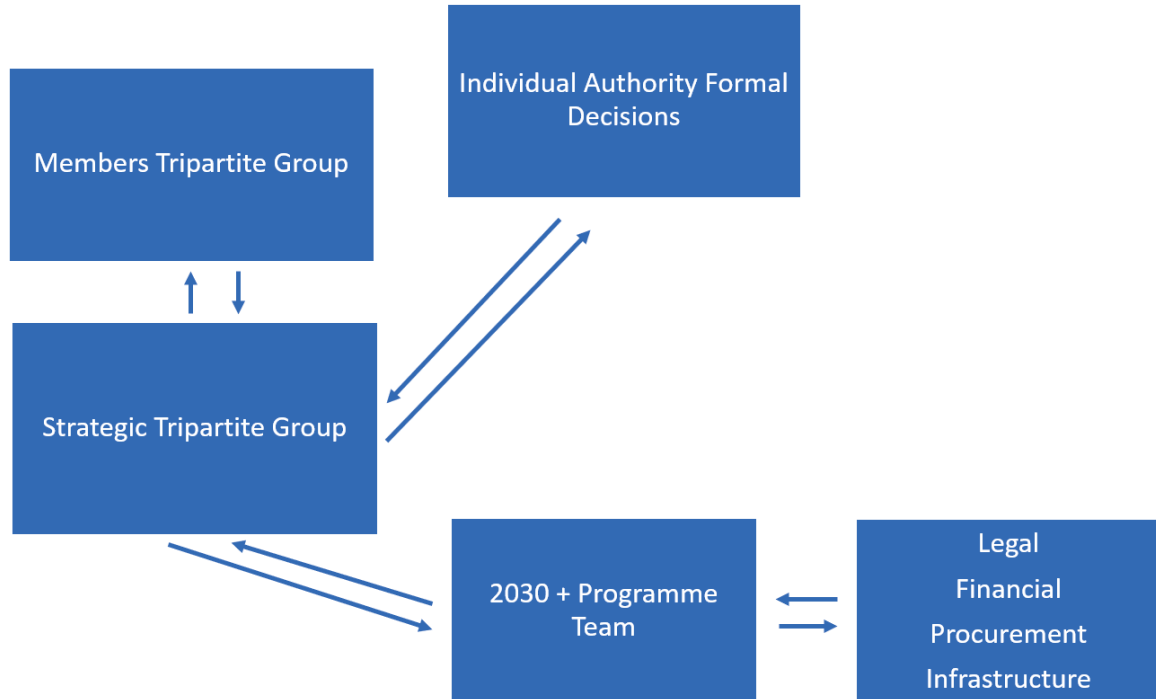 Individual Authority Formal
Decisions
Members Tripartite Group
Strategic Tripartite Group
2030 + Programme
Team
Legal
Financial
Procurement
Infrastructure